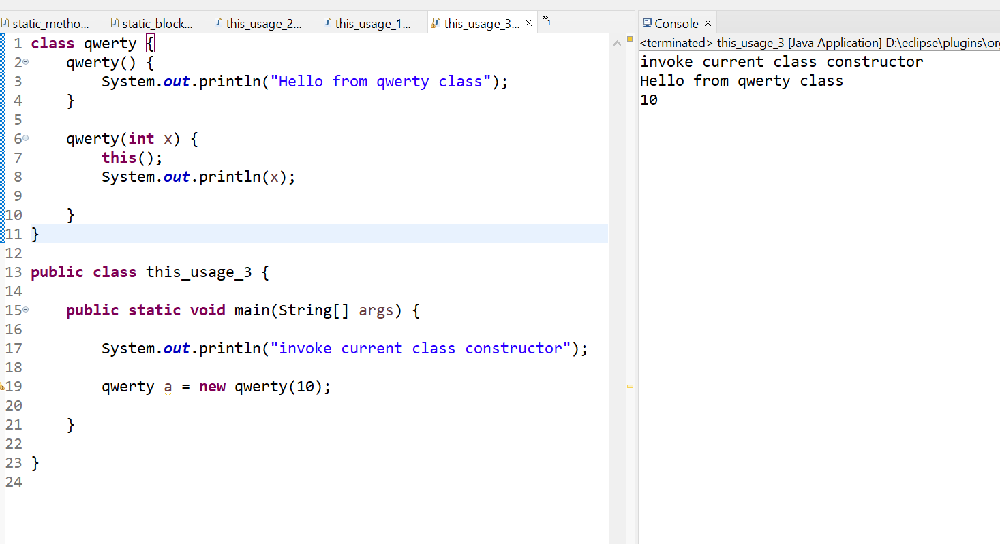 static_metho... static_block... this_usage_2... this_usage_1... this_usage_3... »1
1 class qwerty {
2 qwerty() {
3 System.out.println("Hello from qwerty class");
4 }
5
6 qwerty(int x) {
7 this();
8 System.out.println(x);
9
10 }
11 }
12
13 public class this_usage_3 {
14
15 public static void main(String[] args) {
16
17 System.out.println("invoke current class constructor");
18
19 qwerty a = new qwerty(10);
20
21 }
22
23 }
24
Console
<terminated> this_usage_3 [Java Application] D:\eclipse\plugins\or
invoke current class constructor
Hello from qwerty class
10